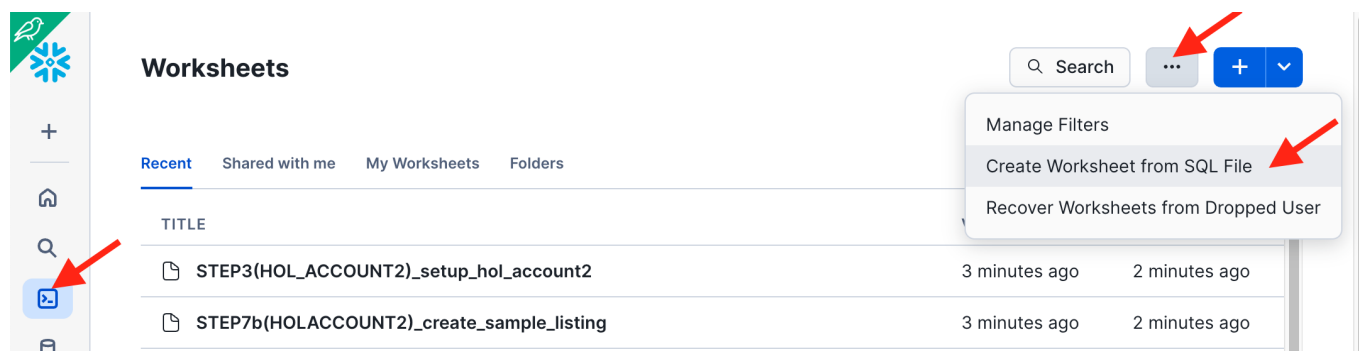 Worksheets
Search
Manage Filters
Create Worksheet from SQL File
Recover Worksheets from Dropped User
Recent Shared with me My Worksheets Folders
TITLE
STEP3(HOL_ACCOUNT2)_setup_hol_account2 3 minutes ago 2 minutes ago
STEP7b(HOLACCOUNT2)_create_sample_listing 3 minutes ago 2 minutes ago